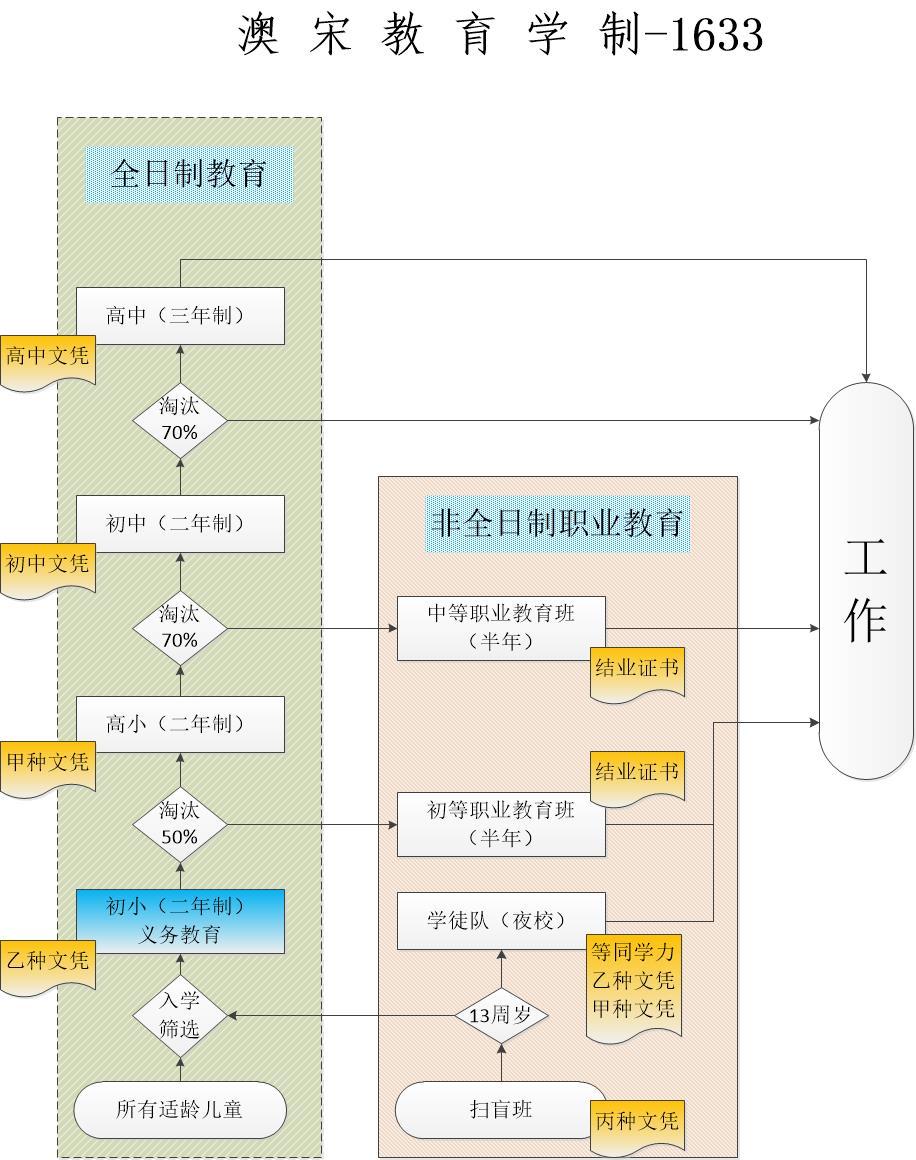 澳宋教育学制-1633
全日制教育
高中（三年制）
高中文凭
淘汰
70%
初中（二年制）
初中文凭
淘汰
70%
高小（二年制）
甲种文凭
淘汰
50%
初小（二年制）
义务教育
乙种文凭
入学
筛选
所有适龄儿童
非全日制职业教育
中等职业教育班
（半年）
结业证书
结业证书
初等职业教育班
（半年）
学徒队（夜校）
等同学力
乙种文凭
甲种文凭
13周岁
扫盲班
丙种文凭
工
作